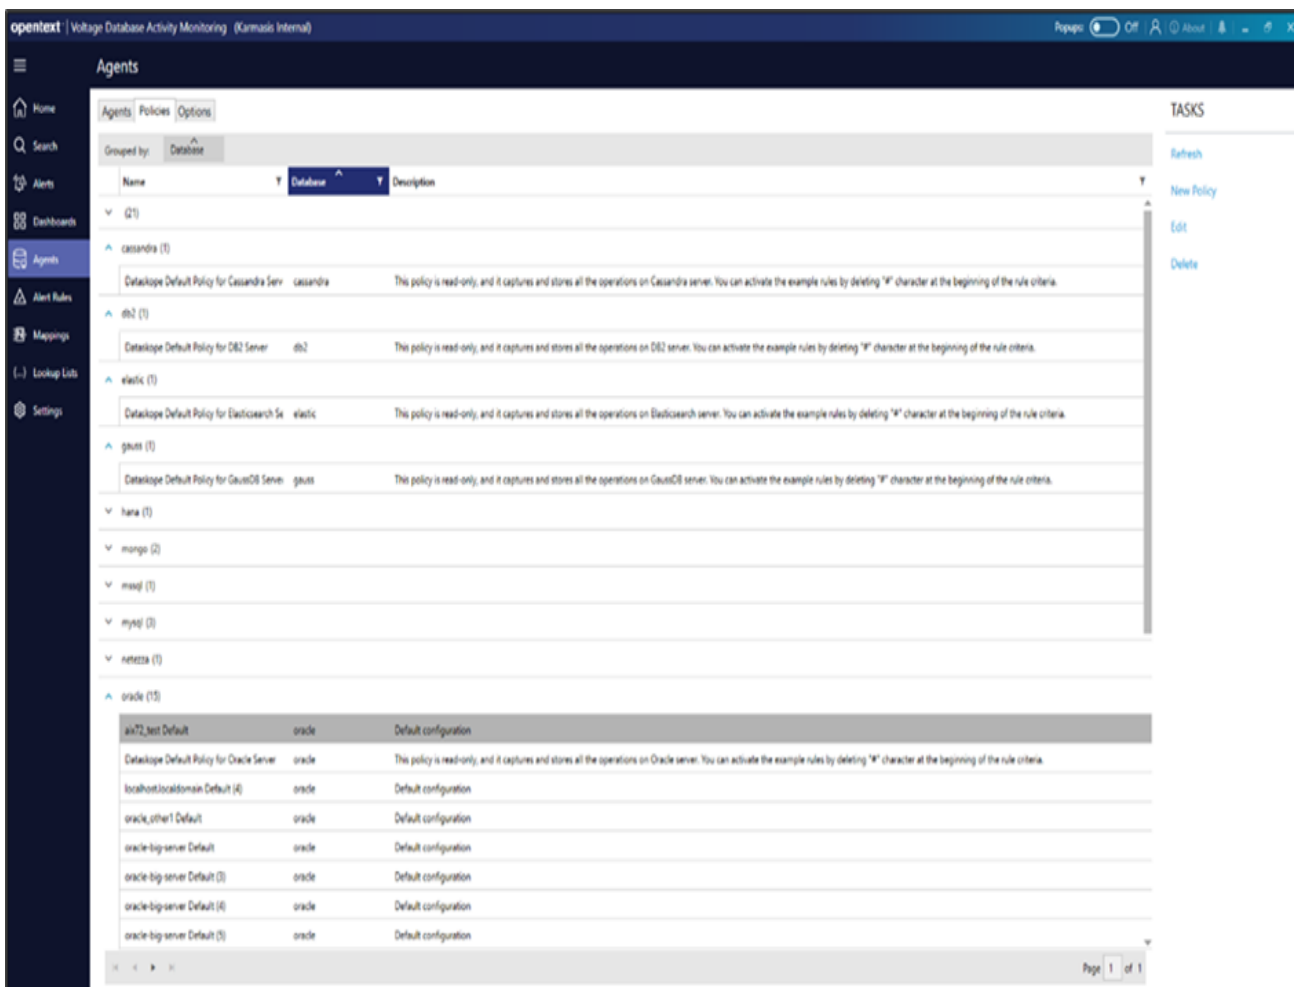 opentext | Voltage Database Activity Monitoring (Karmasis Internal)
Popups: Off About
Agents
Home
Search
Alerts
Dashboards
Agents
Alert Rules
Mappings
(...) Lookup Lists
Settings
Agents Policies Options
Grouped by: Database
Name Database Description
(21)
cassandra (1)
Dataskope Default Policy for Cassandra Serv cassandra This policy is read-only, and it captures and stores all the operations on Cassandra server. You can activate the example rules by deleting "#" character at the beginning of the rule criteria.
db2 (1)
Dataskope Default Policy for DB2 Server db2 This policy is read-only, and it captures and stores all the operations on DB2 server. You can activate the example rules by deleting "#" character at the beginning of the rule criteria.
elastic (1)
Dataskope Default Policy for Elasticsearch Se elastic This policy is read-only, and it captures and stores all the operations on Elasticsearch server. You can activate the example rules by deleting "#" character at the beginning of the rule criteria.
gauss (1)
Dataskope Default Policy for GaussDB Server gauss This policy is read-only, and it captures and stores all the operations on GaussDB server. You can activate the example rules by deleting "#" character at the beginning of the rule criteria.
hana (1)
mongo (2)
mssql (1)
mysql (3)
netezza (1)
oracle (15)
aix72_test Default oracle Default configuration
Dataskope Default Policy for Oracle Server oracle This policy is read-only, and it captures and stores all the operations on Oracle server. You can activate the example rules by deleting "#" character at the beginning of the rule criteria.
localhost.localdomain Default (4) oracle Default configuration
oracle_other1 Default oracle Default configuration
oracle-big-server Default oracle Default configuration
oracle-big-server Default (3) oracle Default configuration
oracle-big-server Default (4) oracle Default configuration
oracle-big-server Default (5) oracle Default configuration
Page 1 of 1
TASKS
Refresh
New Policy
Edit
Delete